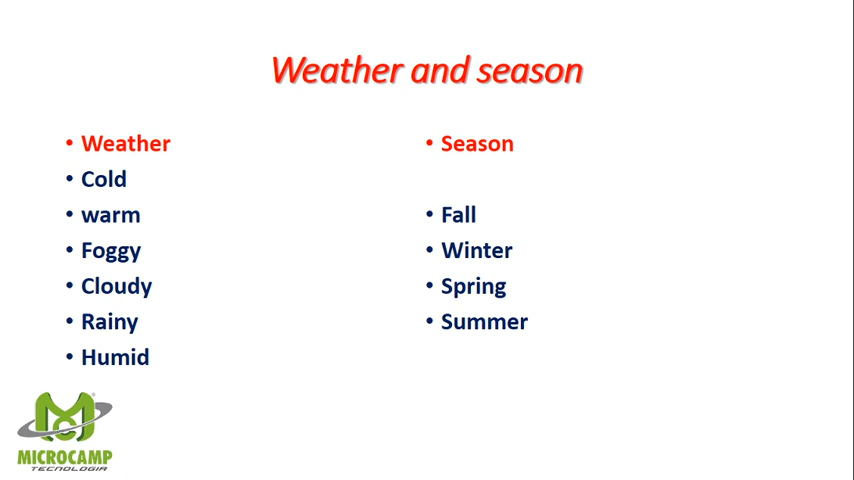 Weather and season
• Weather
• Cold
• warm
• Foggy
• Cloudy
• Rainy
• Humid
• Season
• Fall
• Winter
• Spring
• Summer
MICROCAMP
TECNOLOGIA